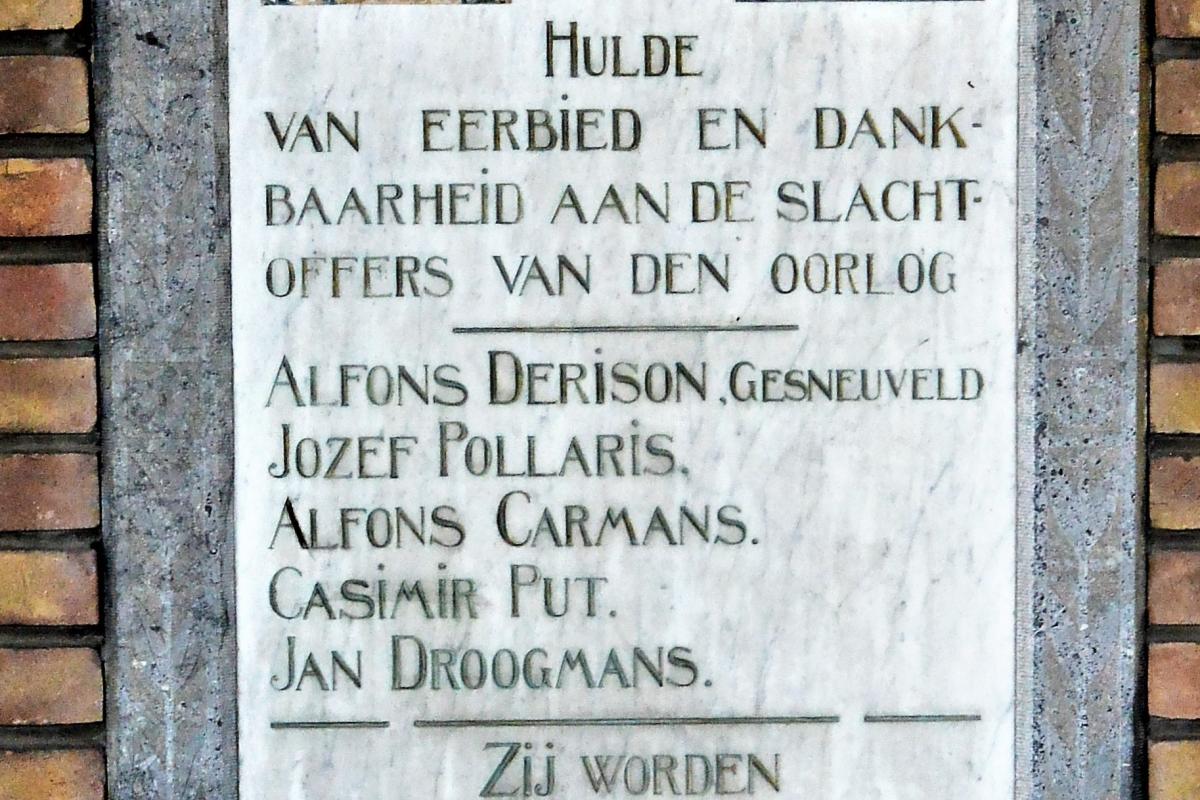 HULDE
VAN EERBIED EN DANK-
BAARHEID AAN DE SLACHT-
OFFERS VAN DEN OORLOG
ALFONS DERISON, GESNEUVELD
JOZEF POLLARIS.
ALFONS CARMANS.
CASIMIR PUT.
JAN DROOGMANS.
ZIJ WORDEN